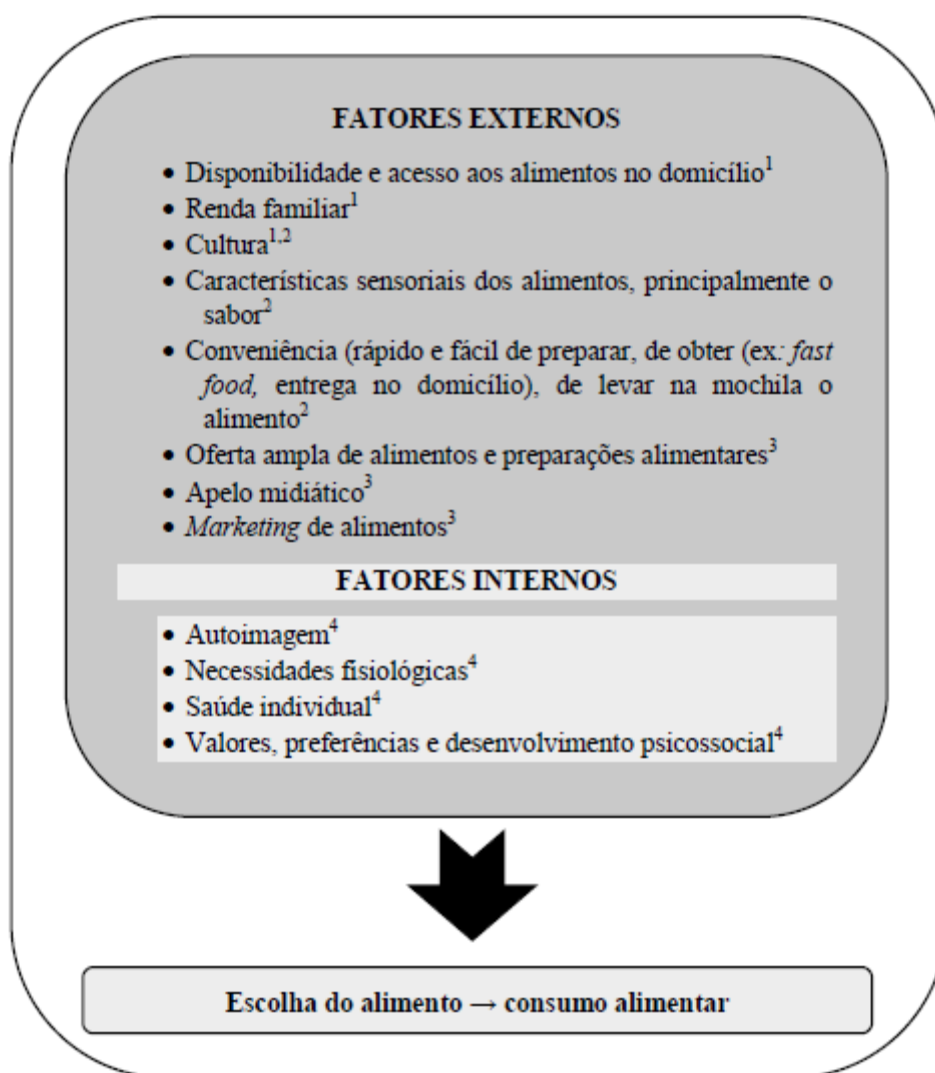 FATORES EXTERNOS
• Disponibilidade e acesso aos alimentos no domicílio¹
• Renda familiar¹
• Cultura¹,²
• Características sensoriais dos alimentos, principalmente o
sabor²
• Conveniência (rápido e fácil de preparar, de obter (ex.: fast
food, entrega no domicílio), de levar na mochila o
alimento²
• Oferta ampla de alimentos e preparações alimentares³
• Apelo midiático³
• Marketing de alimentos³
FATORES INTERNOS
• Autoimagem⁴
• Necessidades fisiológicas⁴
• Saúde individual⁴
• Valores, preferências e desenvolvimento psicossocial⁴
Escolha do alimento → consumo alimentar